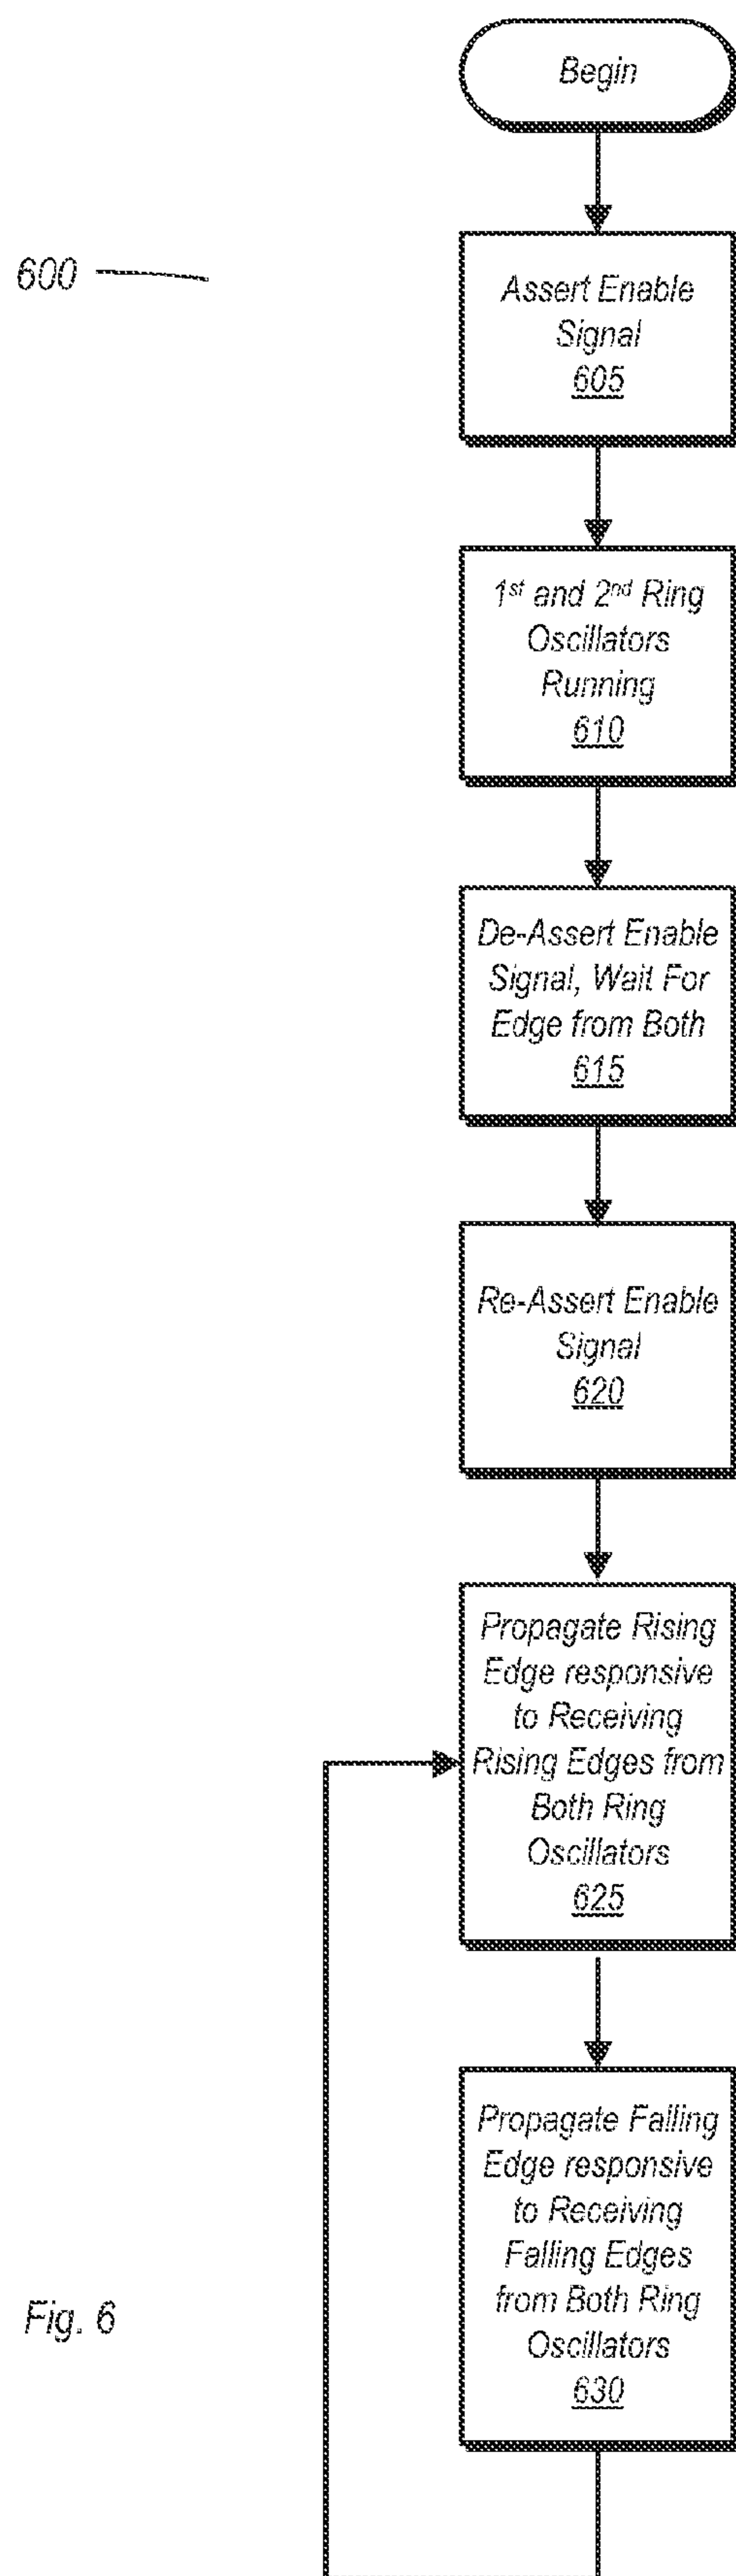 Begin
600
Assert Enable
Signal
605
1st and 2nd Ring
Oscillators
Running
610
De-Assert Enable
Signal, Wait For
Edge from Both
615
Re-Assert Enable
Signal
620
Propagate Rising
Edge responsive
to Receiving
Rising Edges from
Both Ring
Oscillators
625
Propagate Falling
Edge responsive
to Receiving
Falling Edges
from Both Ring
Oscillators
630
Fig. 6